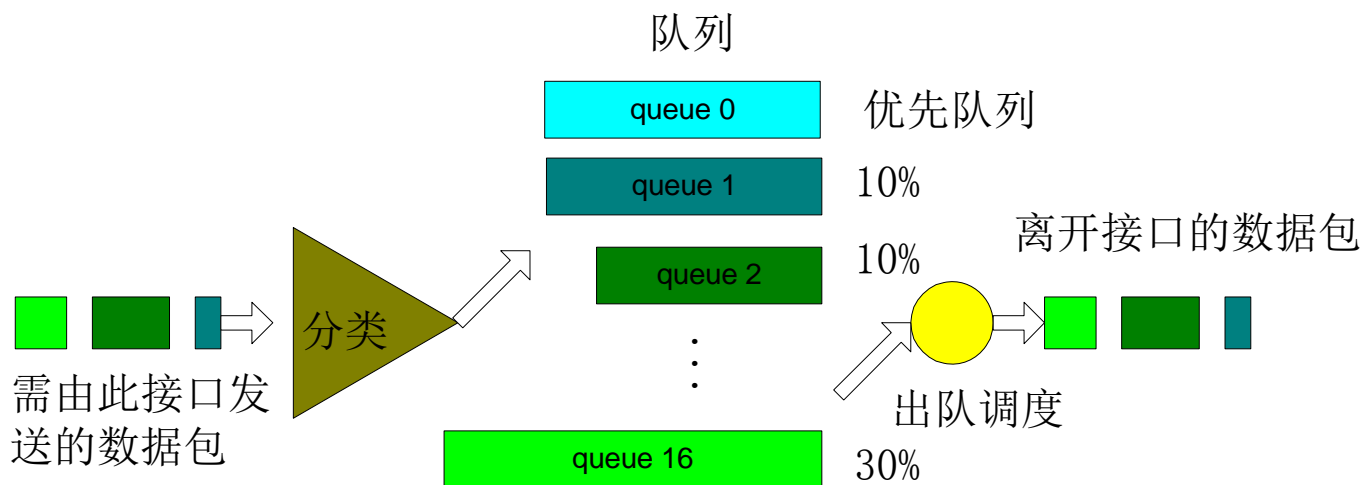 队列
queue 0
优先队列
queue 1
10%
queue 2
10%
离开接口的数据包
分类
需由此接口发
送的数据包
⋮
出队调度
queue 16
30%